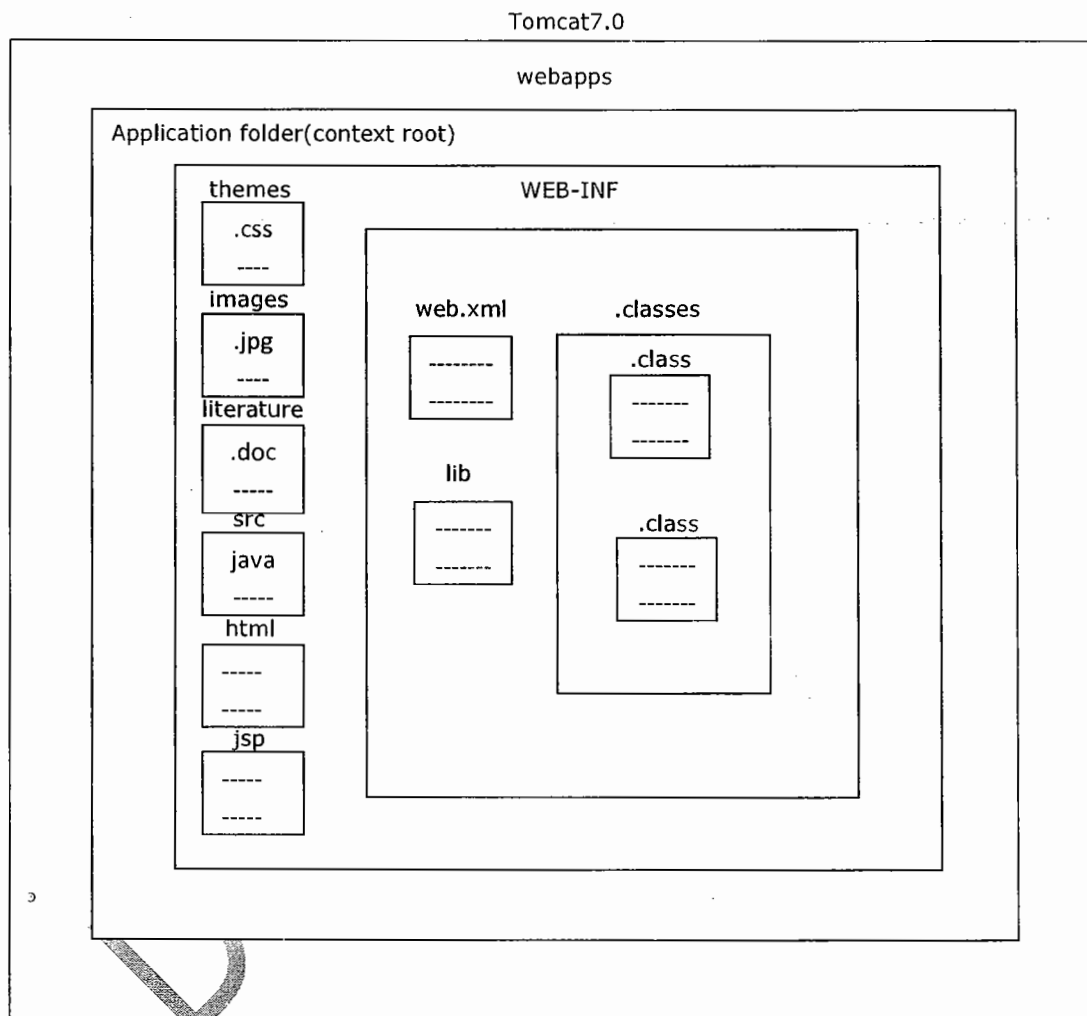 Tomcat7.0
webapps
Application folder(context root)
WEB-INF
themes
.css
----
images
.jpg
----
literature
.doc
-----
src
java
-----
html
-----
-----
jsp
-----
-----
web.xml
--------
--------
lib
-------
-------
.classes
.class
-------
-------
.class
-------
-------